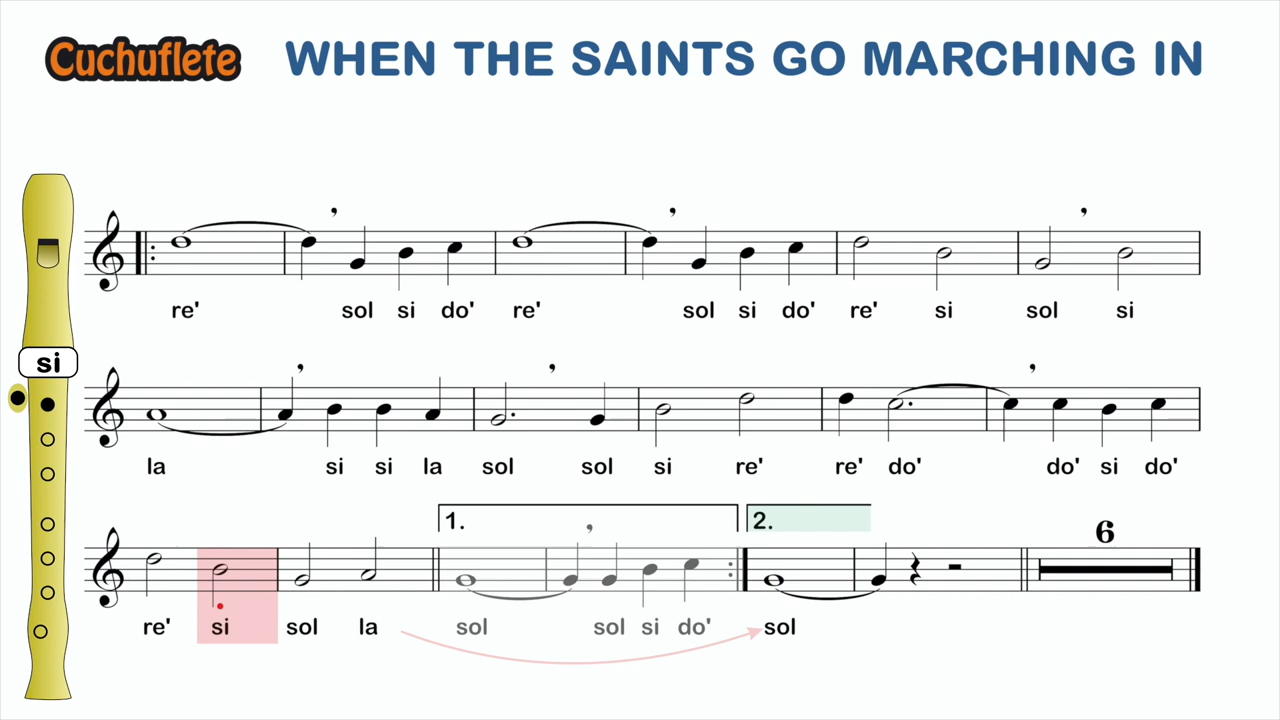 Cuchuflete WHEN THE SAINTS GO MARCHING IN
re' sol si do' re' sol si do' re' si sol si
si
la si si la sol sol si re' re' do' do' si do'
1. 2. 6
re' si sol la sol sol si do' sol